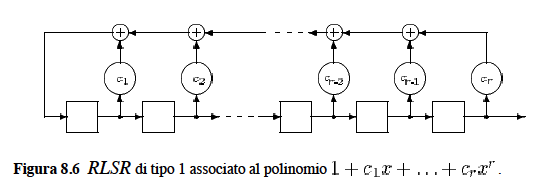 + + + +
c₁ c₂ cᵣ₋₂ cᵣ₋₁ cᵣ
Figura 8.6 RLSR di tipo 1 associato al polinomio 1 + c₁x + ... + cᵣxʳ.